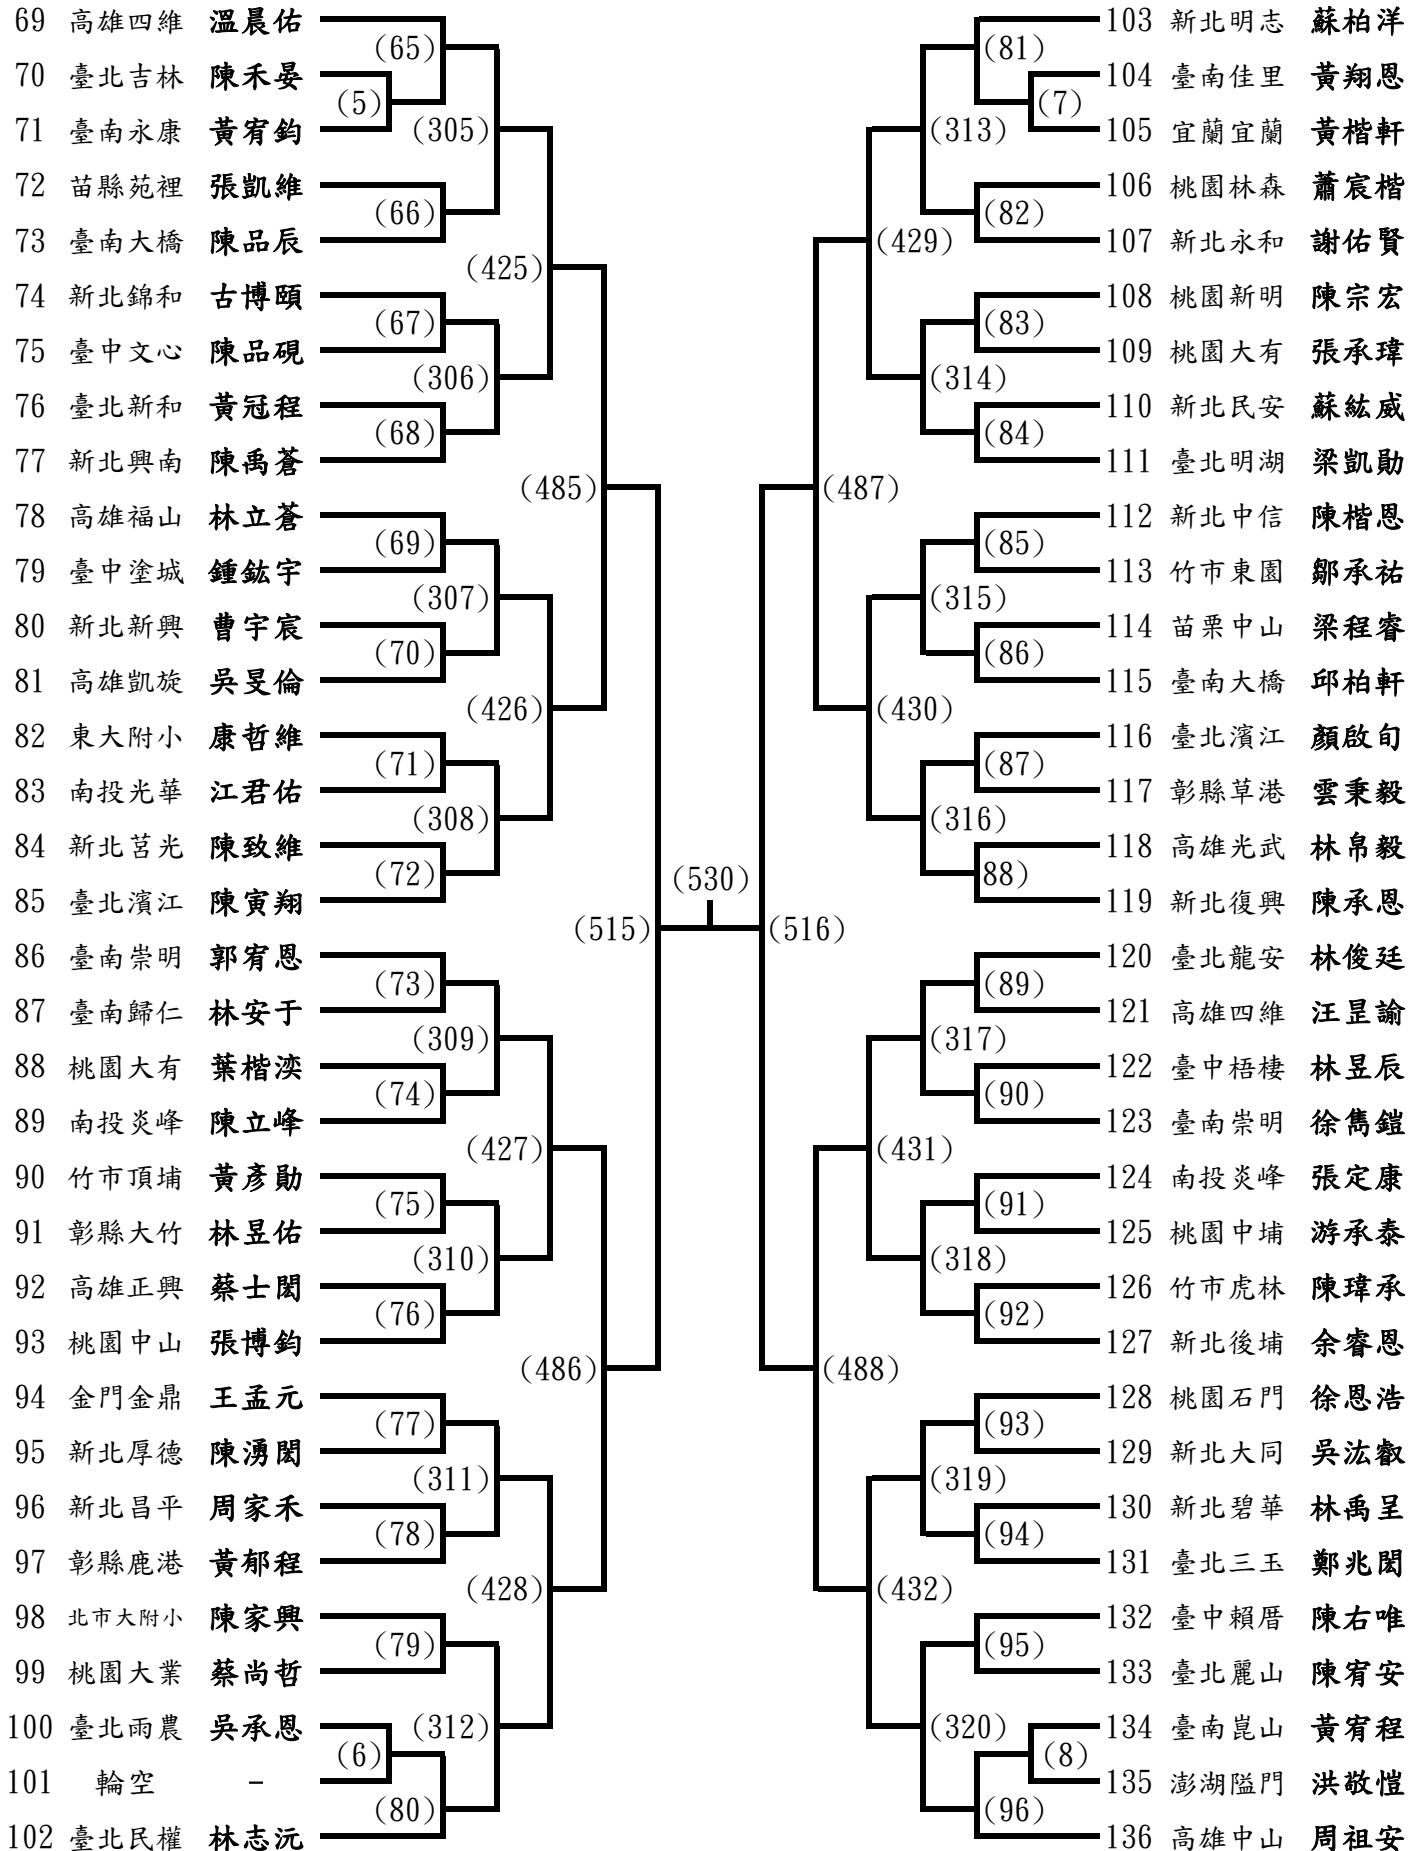 69 高雄四維 溫晨佑
(65)
70 臺北吉林 陳禾晏
(5)
71 臺南永康 黃宥鈞
(305)
72 苗縣苑裡 張凱維
(66)
73 臺南大橋 陳品辰
(425)
74 新北錦和 古博頤
(67)
75 臺中文心 陳品硯
(306)
76 臺北新和 黃冠程
(68)
77 新北興南 陳禹蒼
(485)
78 高雄福山 林立蒼
(69)
79 臺中塗城 鍾鈜宇
(307)
80 新北新興 曹宇宸
(70)
81 高雄凱旋 吳旻倫
(426)
82 東大附小 康哲維
(71)
83 南投光華 江君佑
(308)
84 新北莒光 陳致維
(72)
85 臺北濱江 陳寅翔
(515)
86 臺南崇明 郭宥恩
(73)
87 臺南歸仁 林安于
(309)
88 桃園大有 葉楷湙
(74)
89 南投炎峰 陳立峰
(427)
90 竹市頂埔 黃彥勛
(75)
91 彰縣大竹 林昱佑
(310)
92 高雄正興 蔡士閎
(76)
93 桃園中山 張博鈞
(486)
94 金門金鼎 王孟元
(77)
95 新北厚德 陳湧閎
(311)
96 新北昌平 周家禾
(78)
97 彰縣鹿港 黃郁程
(428)
98 北市大附小 陳家興
(79)
99 桃園大業 蔡尚哲
100 臺北雨農 吳承恩
(312)
(6)
101 輪空 -
(80)
102 臺北民權 林志沅
(530)
103 新北明志 蘇柏洋
(81)
104 臺南佳里 黃翔恩
(7)
105 宜蘭宜蘭 黃楷軒
(313)
106 桃園林森 蕭宸楷
(82)
107 新北永和 謝佑賢
(429)
108 桃園新明 陳宗宏
(83)
109 桃園大有 張承瑋
(314)
110 新北民安 蘇紘威
(84)
111 臺北明湖 梁凱勛
(487)
112 新北中信 陳楷恩
(85)
113 竹市東園 鄒承祐
(315)
114 苗栗中山 梁程睿
(86)
115 臺南大橋 邱柏軒
(430)
116 臺北濱江 顏啟旬
(87)
117 彰縣草港 雲秉毅
(316)
118 高雄光武 林帛毅
88)
119 新北復興 陳承恩
(516)
120 臺北龍安 林俊廷
(89)
121 高雄四維 汪昰諭
(317)
122 臺中梧棲 林昱辰
(90)
123 臺南崇明 徐雋鎧
(431)
124 南投炎峰 張定康
(91)
125 桃園中埔 游承泰
(318)
126 竹市虎林 陳瑋承
(92)
127 新北後埔 余睿恩
(488)
128 桃園石門 徐恩浩
(93)
129 新北大同 吳汯叡
(319)
130 新北碧華 林禹呈
(94)
131 臺北三玉 鄭兆閎
(432)
132 臺中賴厝 陳右唯
(95)
133 臺北麗山 陳宥安
134 臺南崑山 黃宥程
(320)
(8)
135 澎湖隘門 洪敬愷
(96)
136 高雄中山 周祖安